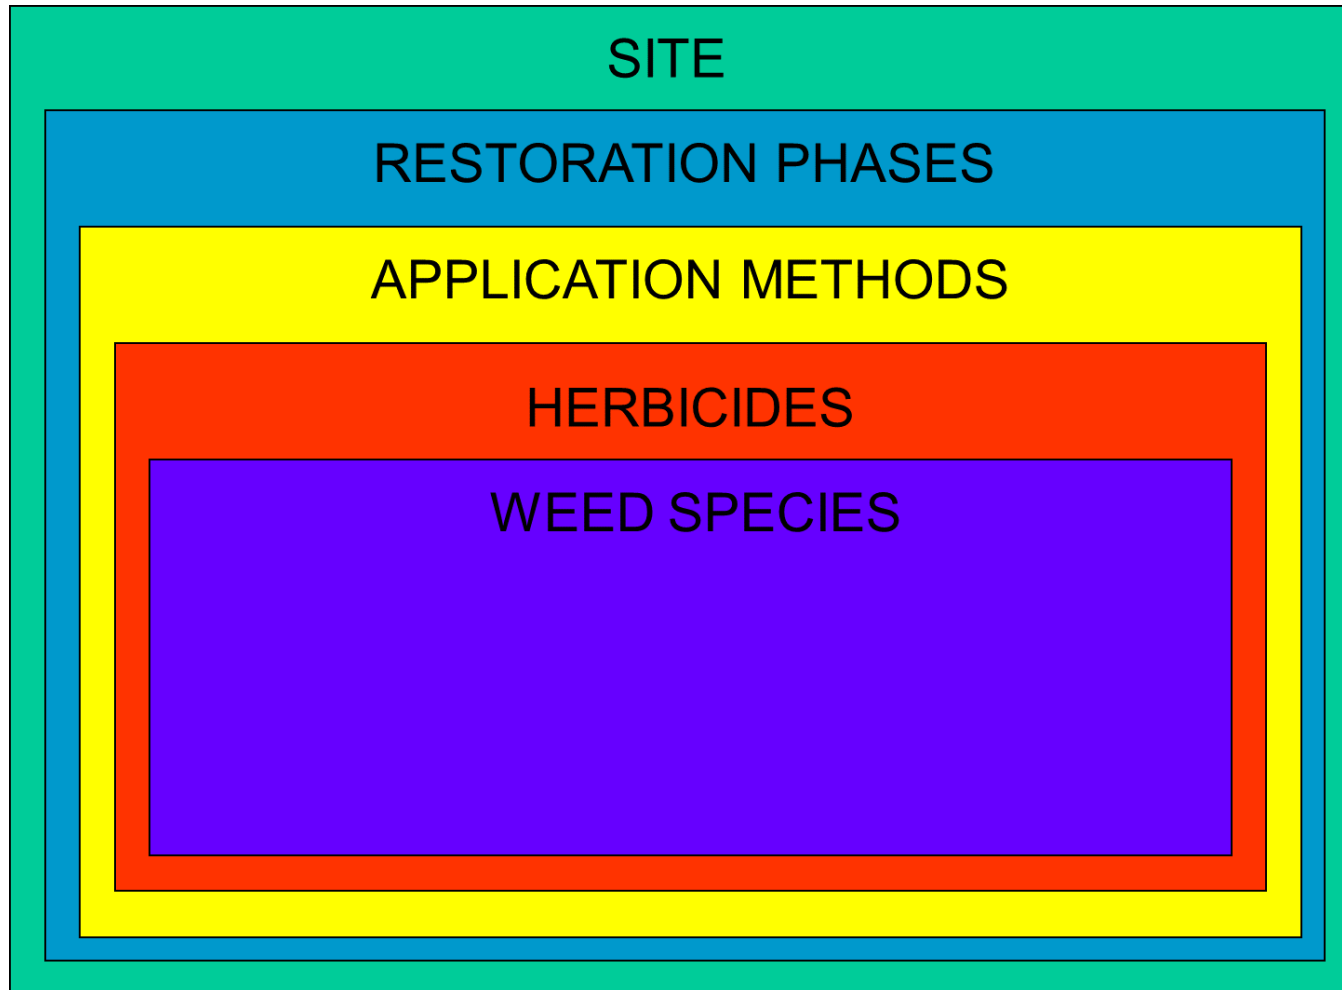 SITE
RESTORATION PHASES
APPLICATION METHODS
HERBICIDES
WEED SPECIES